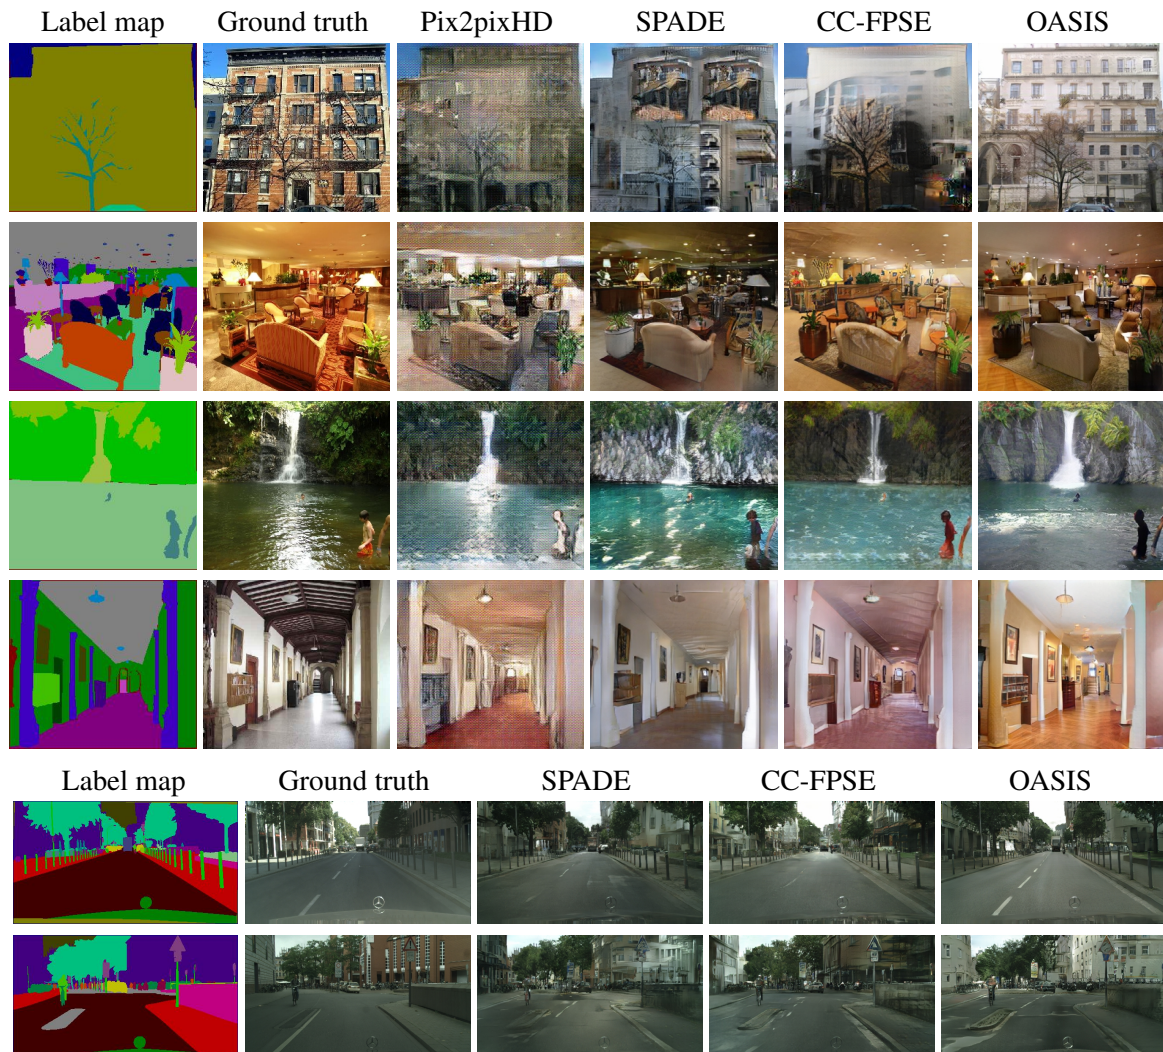 Label map Ground truth Pix2pixHD SPADE CC-FPSE OASIS
Label map Ground truth SPADE CC-FPSE OASIS